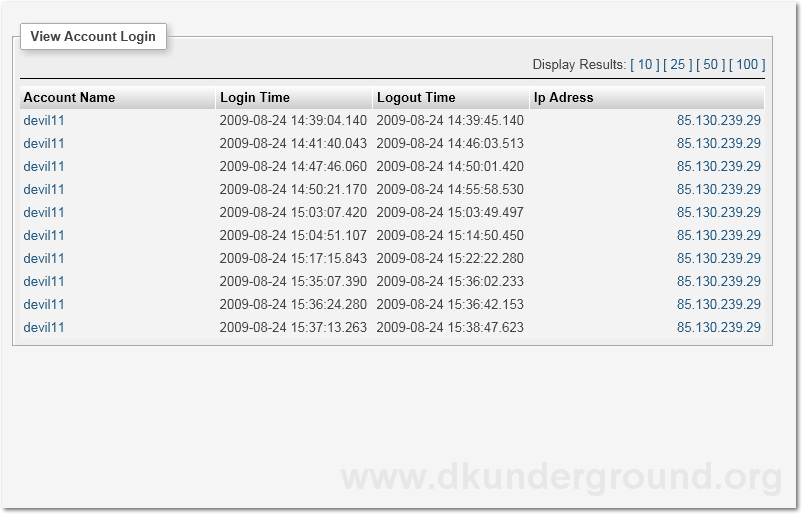 View Account Login
Display Results: [ 10 ] [ 25 ] [ 50 ] [ 100 ]
Account Name Login Time Logout Time Ip Adress
devil11 2009-08-24 14:39:04.140 2009-08-24 14:39:45.140 85.130.239.29
devil11 2009-08-24 14:41:40.043 2009-08-24 14:46:03.513 85.130.239.29
devil11 2009-08-24 14:47:46.060 2009-08-24 14:50:01.420 85.130.239.29
devil11 2009-08-24 14:50:21.170 2009-08-24 14:55:58.530 85.130.239.29
devil11 2009-08-24 15:03:07.420 2009-08-24 15:03:49.497 85.130.239.29
devil11 2009-08-24 15:04:51.107 2009-08-24 15:14:50.450 85.130.239.29
devil11 2009-08-24 15:17:15.843 2009-08-24 15:22:22.280 85.130.239.29
devil11 2009-08-24 15:35:07.390 2009-08-24 15:36:02.233 85.130.239.29
devil11 2009-08-24 15:36:24.280 2009-08-24 15:36:42.153 85.130.239.29
devil11 2009-08-24 15:37:13.263 2009-08-24 15:38:47.623 85.130.239.29
www.dkunderground.org